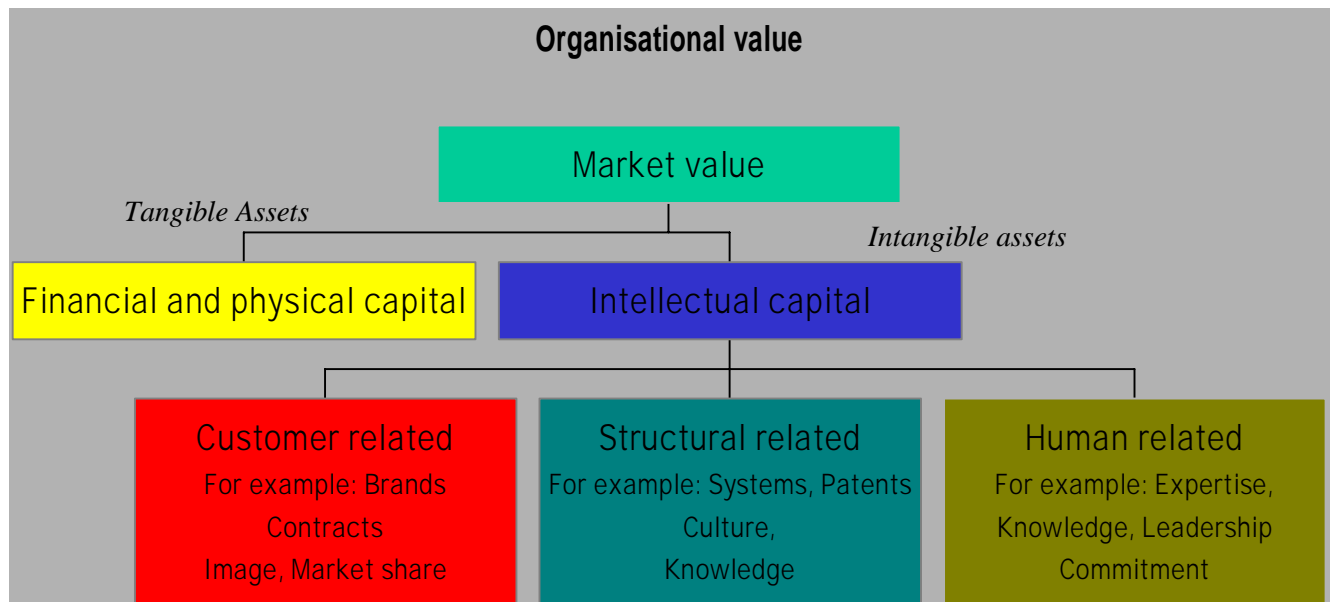 Organisational value
Market value
Tangible Assets
Intangible assets
Financial and physical capital
Intellectual capital
Customer related
For example: Brands
Contracts
Image, Market share
Structural related
For example: Systems, Patents
Culture,
Knowledge
Human related
For example: Expertise,
Knowledge, Leadership
Commitment